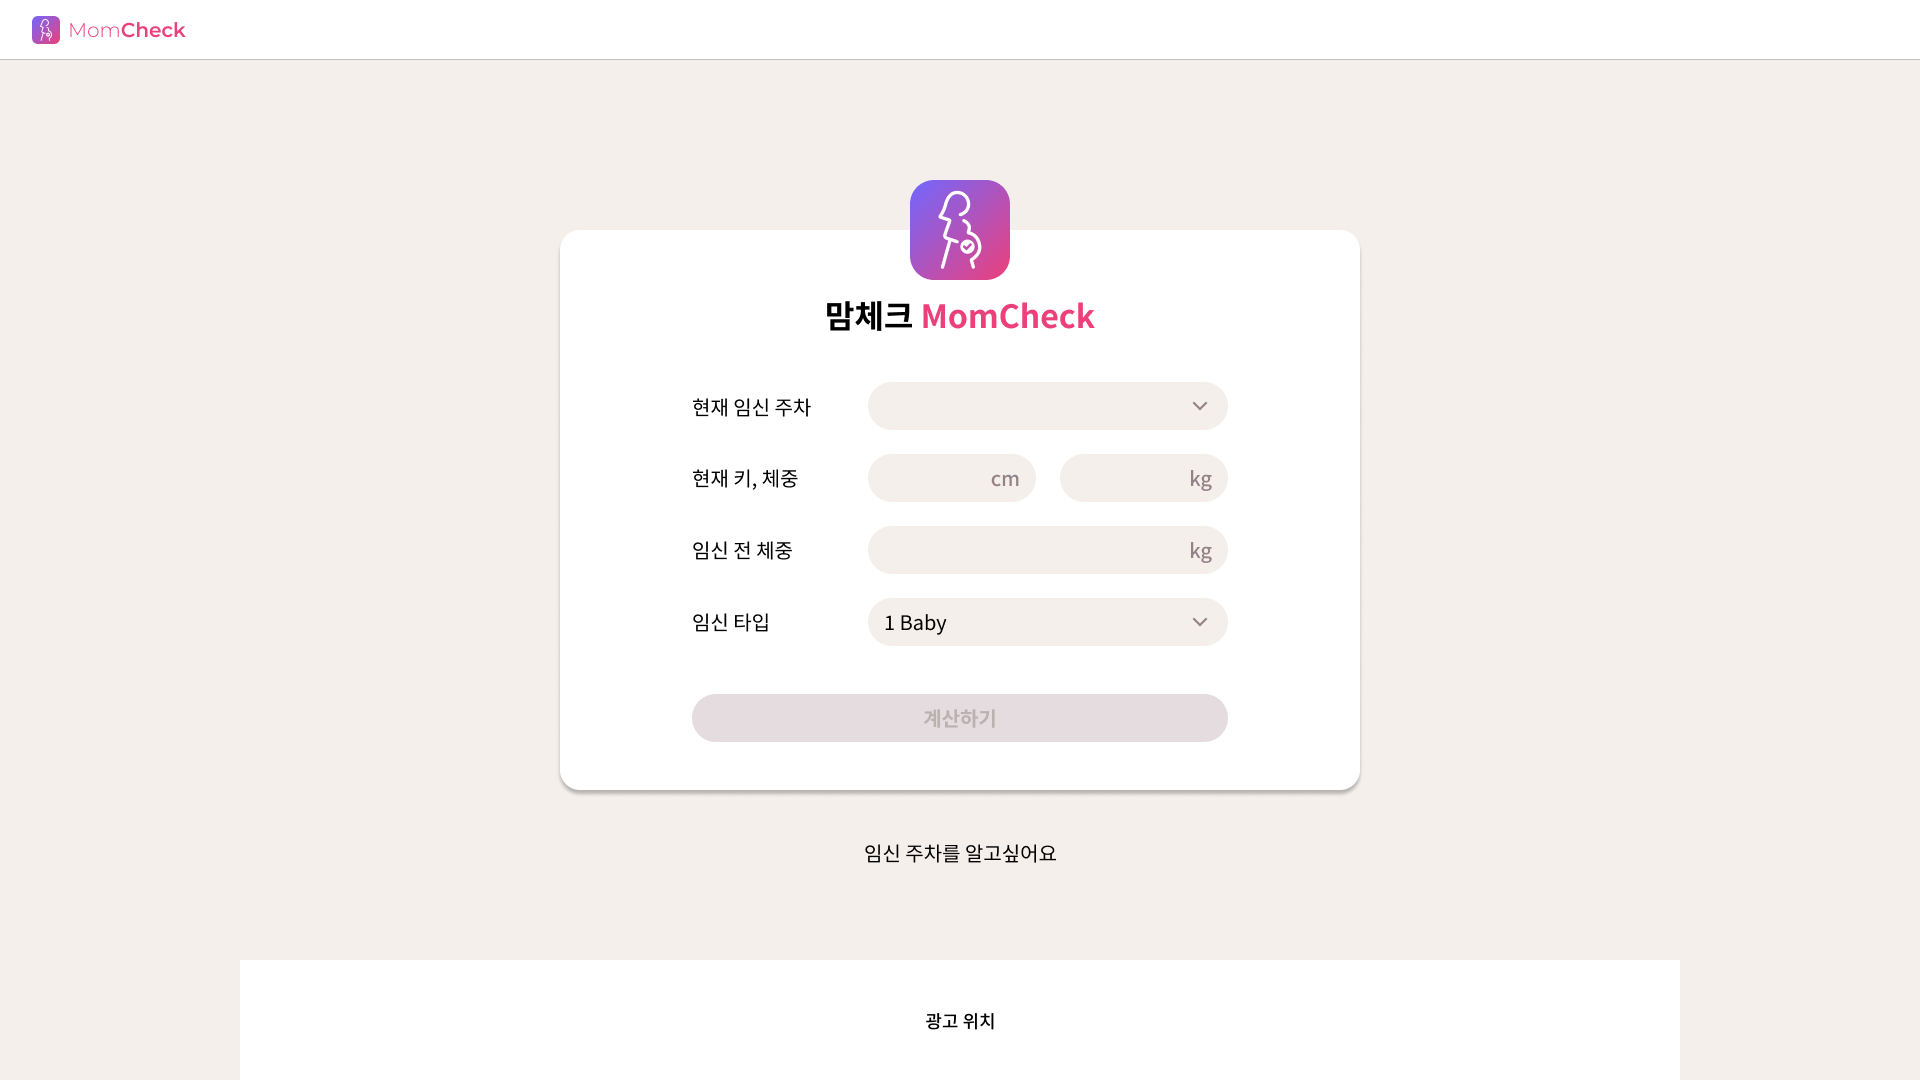 MomCheck
맘체크 MomCheck
현재 임신 주차
현재 키, 체중 cm kg
임신 전 체중 kg
임신 타입 1 Baby
계산하기
임신 주차를 알고싶어요
광고 위치